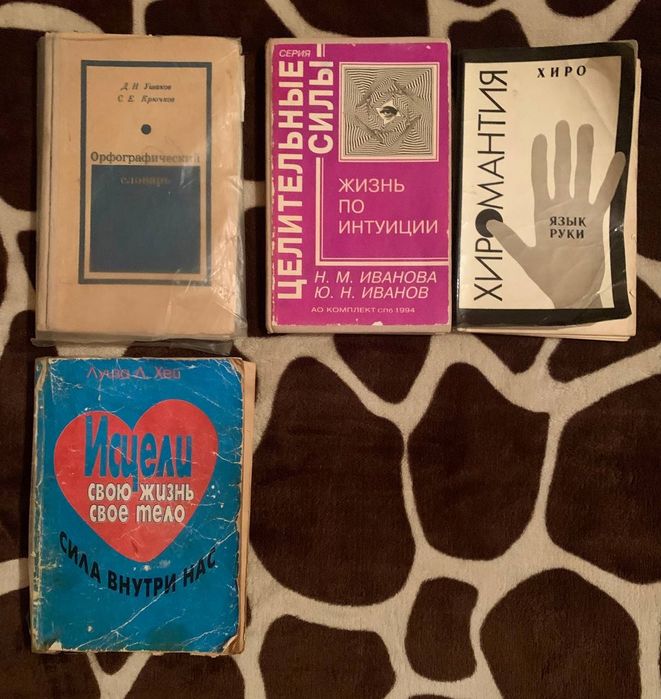 Д. Н. Ушаков
С. Е. Крючков
Орфографический
словарь
СЕРИЯ
ЦЕЛИТЕЛЬНЫЕ
СИЛЫ
ЖИЗНЬ
ПО
ИНТУИЦИИ
Н. М. ИВАНОВА
Ю. Н. ИВАНОВ
АО КОМПЛЕКТ СПб 1994
ХИРОМАНТИЯ
ХИРО
ЯЗЫК
РУКИ
Луиза Л. Хей
Исцели
свою жизнь
свое тело
СИЛА ВНУТРИ НАС